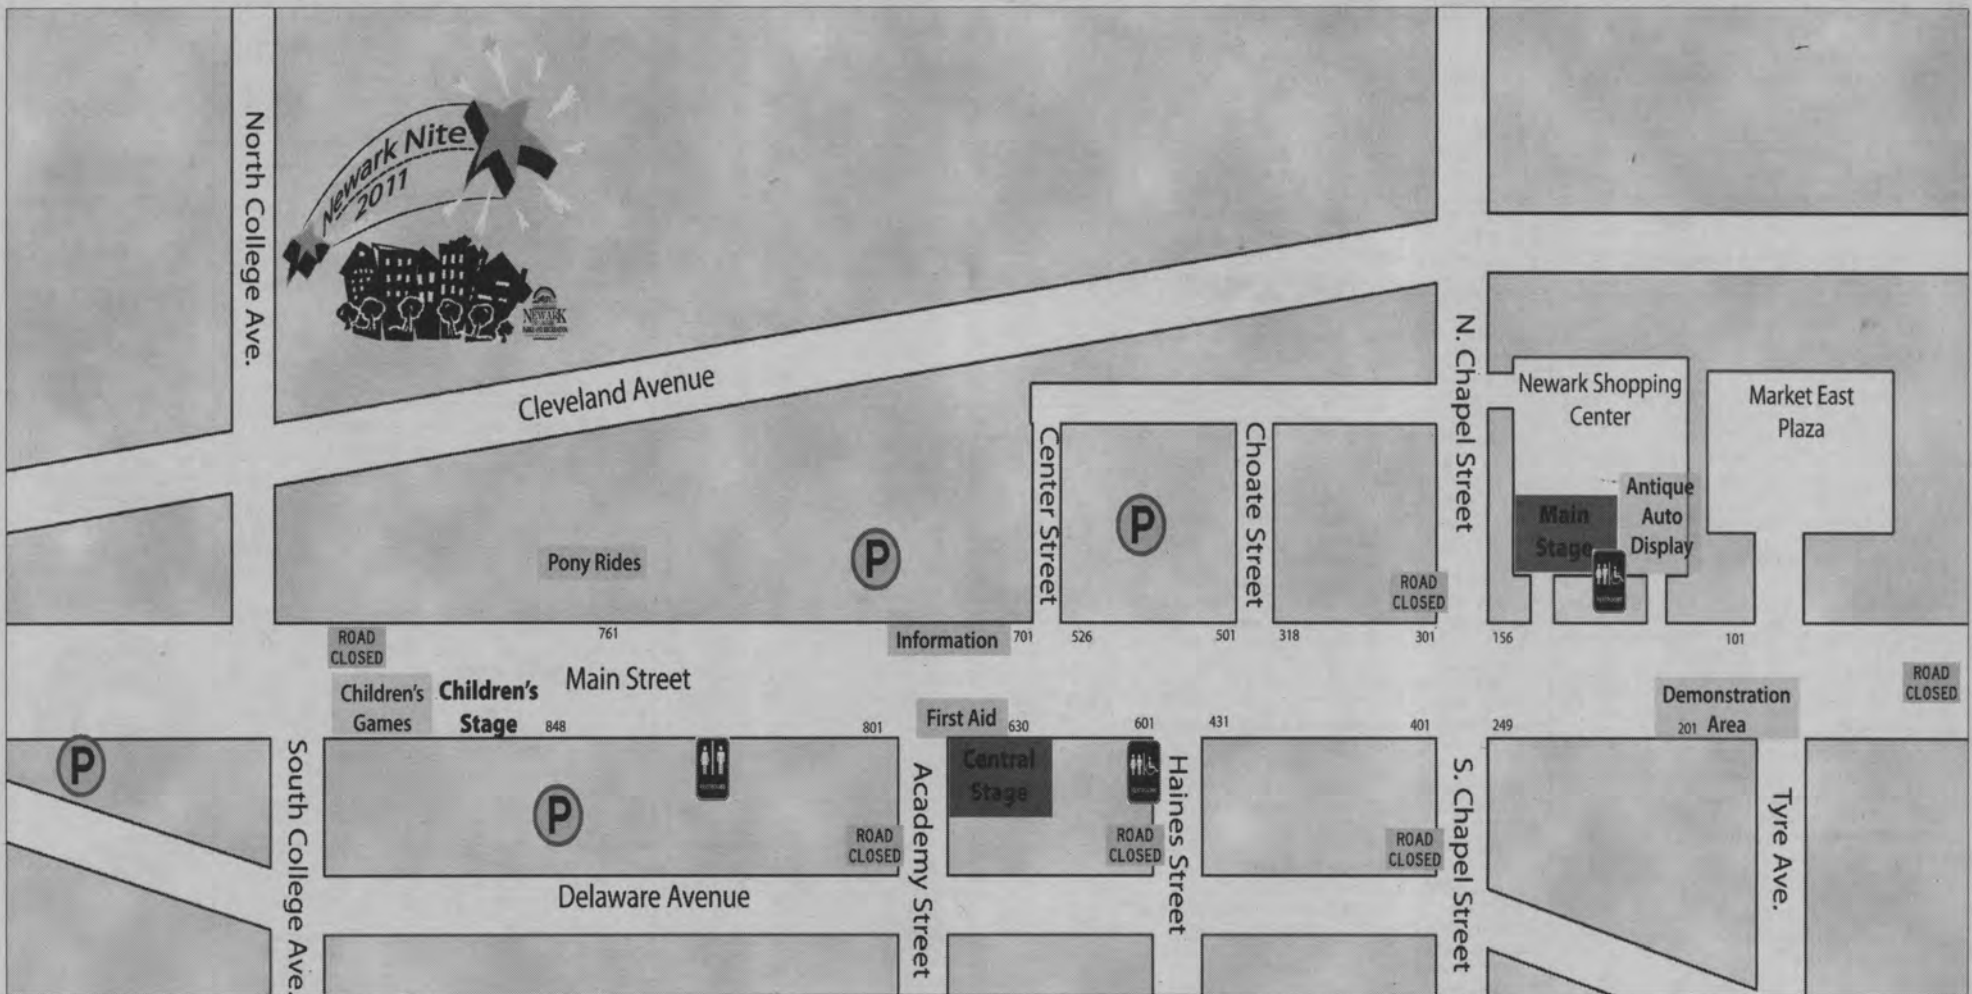 Newark Nite
2011
NEWARK
North College
Ave.
Cleveland Avenue
N. Chapel Street
Newark Shopping
Center
Market East
Plaza
Center Street
Choate Street
P
P
Pony Rides
Main
Stage
Antique
Auto
Display
ROAD
CLOSED
ROAD
CLOSED
761
Information
701
526
501
318
301
156
101
Main Street
Children's
Games
Children's
Stage
848
801
First Aid
630
601
431
401
249
201
Demonstration
Area
ROAD
CLOSED
P
P
South College Ave.
Central
Stage
Academy Street
Haines Street
S. Chapel Street
Tyre Ave.
ROAD
CLOSED
ROAD
CLOSED
ROAD
CLOSED
Delaware Avenue